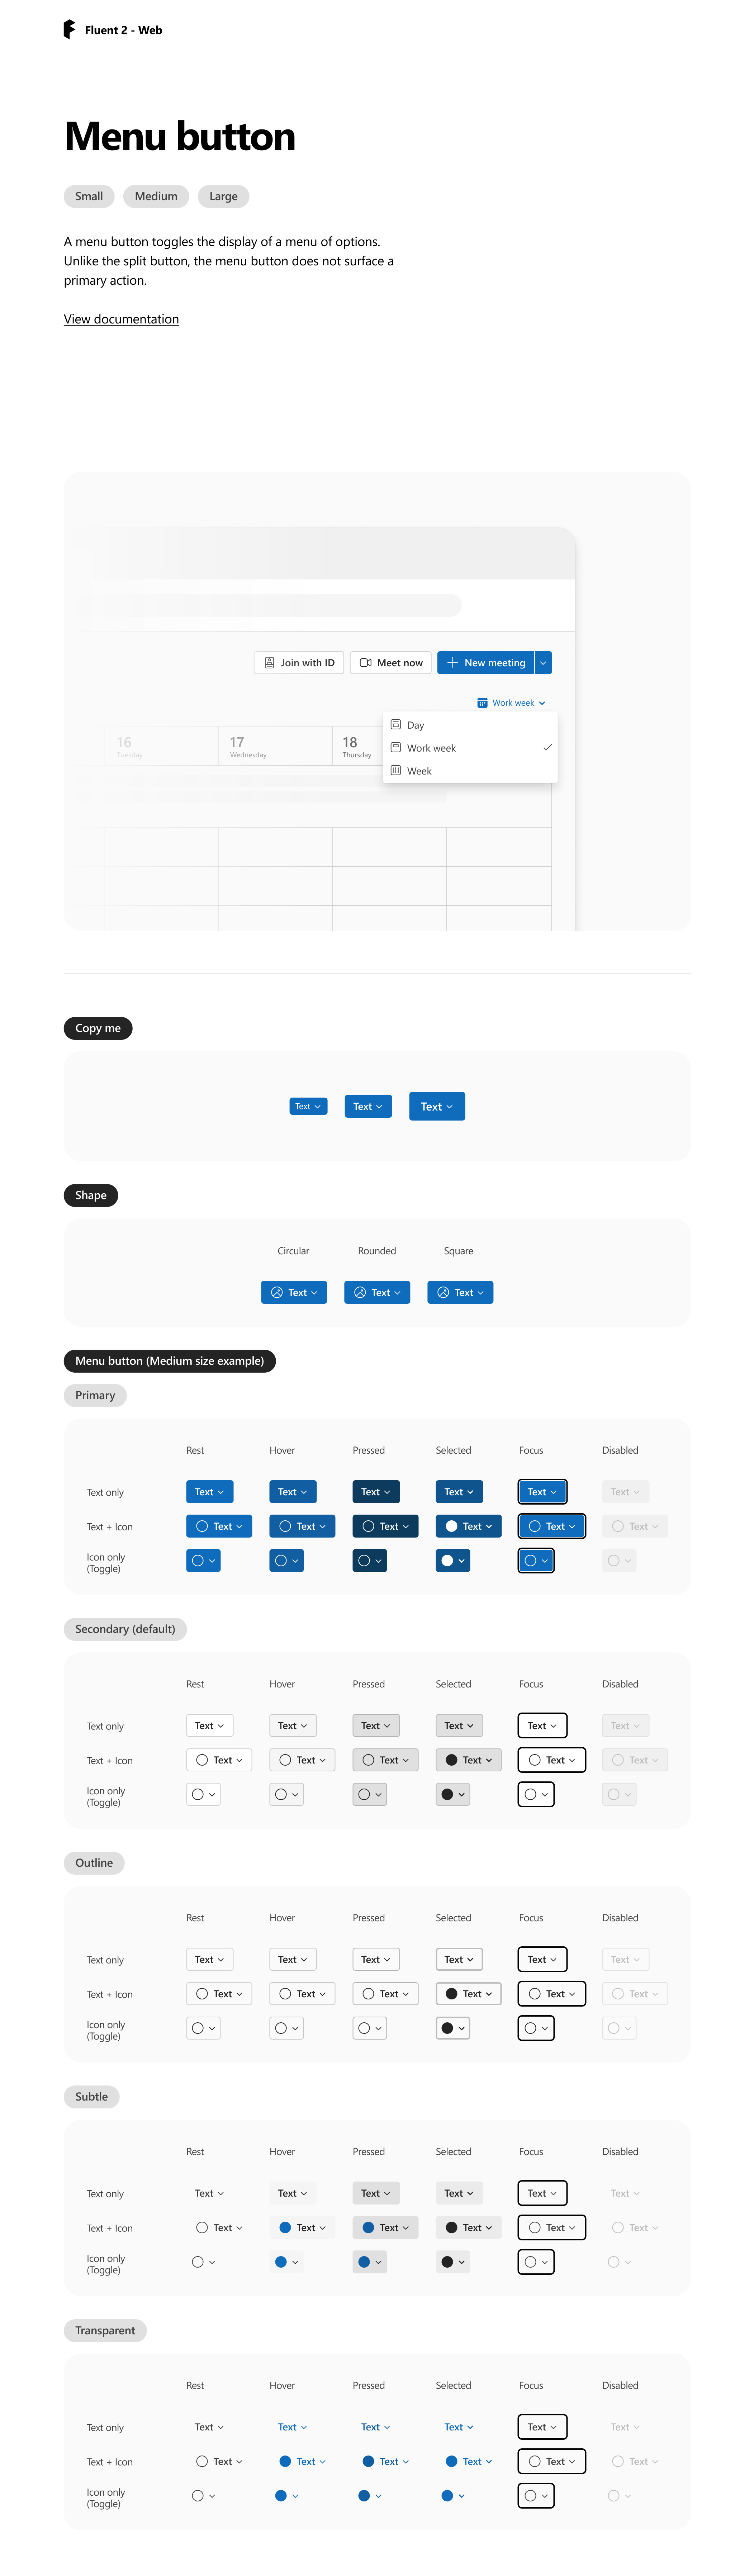 Fluent 2 - Web
Menu button
Small Medium Large
A menu button toggles the display of a menu of options.
Unlike the split button, the menu button does not surface a
primary action.
View documentation
Join with ID Meet now New meeting
Work week
Day
Work week
Week
16 17 18
Tuesday Wednesday Thursday
Copy me
Text Text Text
Shape
Circular Rounded Square
Text Text Text
Menu button (Medium size example)
Primary
Rest Hover Pressed Selected Focus Disabled
Text only Text Text Text Text Text Text
Text + Icon Text Text Text Text Text Text
Icon only
(Toggle)
Secondary (default)
Rest Hover Pressed Selected Focus Disabled
Text only Text Text Text Text Text Text
Text + Icon Text Text Text Text Text Text
Icon only
(Toggle)
Outline
Rest Hover Pressed Selected Focus Disabled
Text only Text Text Text Text Text Text
Text + Icon Text Text Text Text Text Text
Icon only
(Toggle)
Subtle
Rest Hover Pressed Selected Focus Disabled
Text only Text Text Text Text Text Text
Text + Icon Text Text Text Text Text Text
Icon only
(Toggle)
Transparent
Rest Hover Pressed Selected Focus Disabled
Text only Text Text Text Text Text Text
Text + Icon Text Text Text Text Text Text
Icon only
(Toggle)